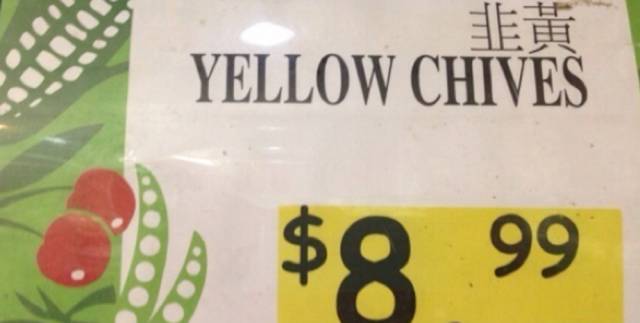 韭黃
YELLOW CHIVES
$8.99